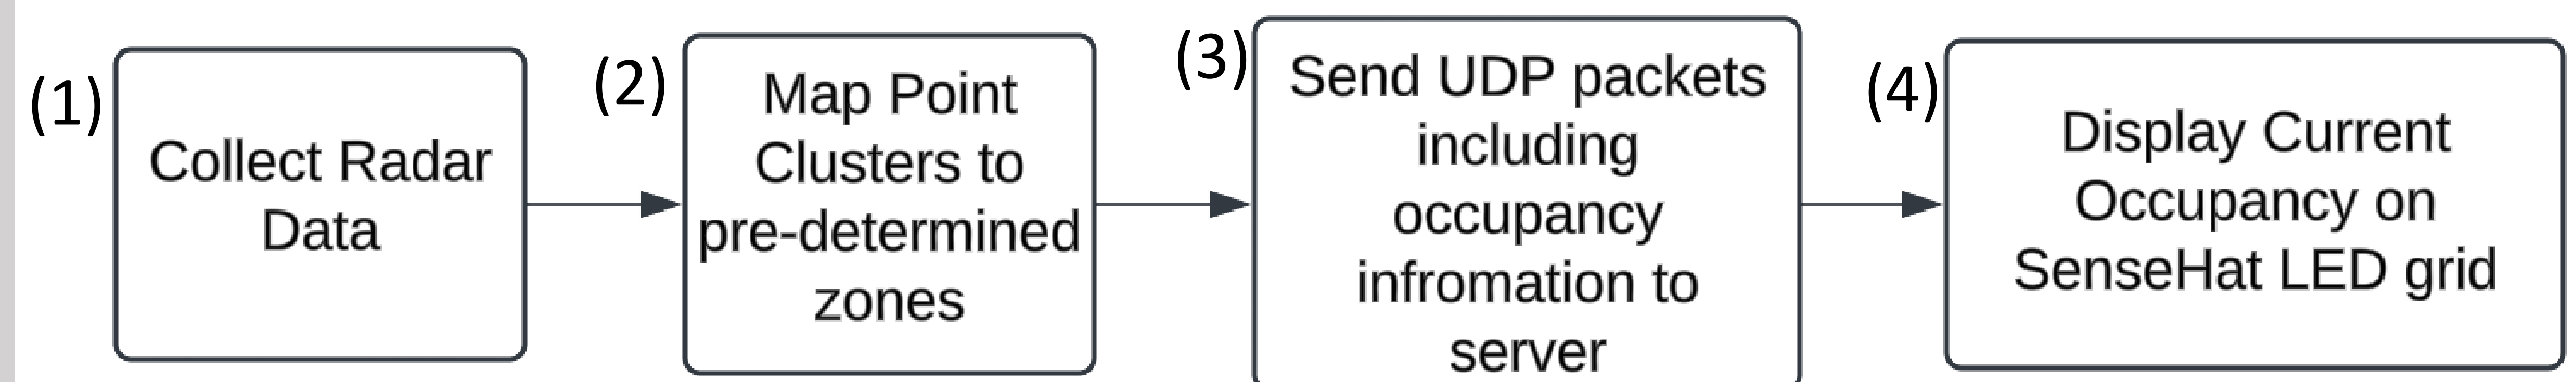 (1)
Collect Radar
Data
(2)
Map Point
Clusters to
pre-determined
zones
(3)
Send UDP packets
including
occupancy
infromation to
server
(4)
Display Current
Occupancy on
SenseHat LED grid